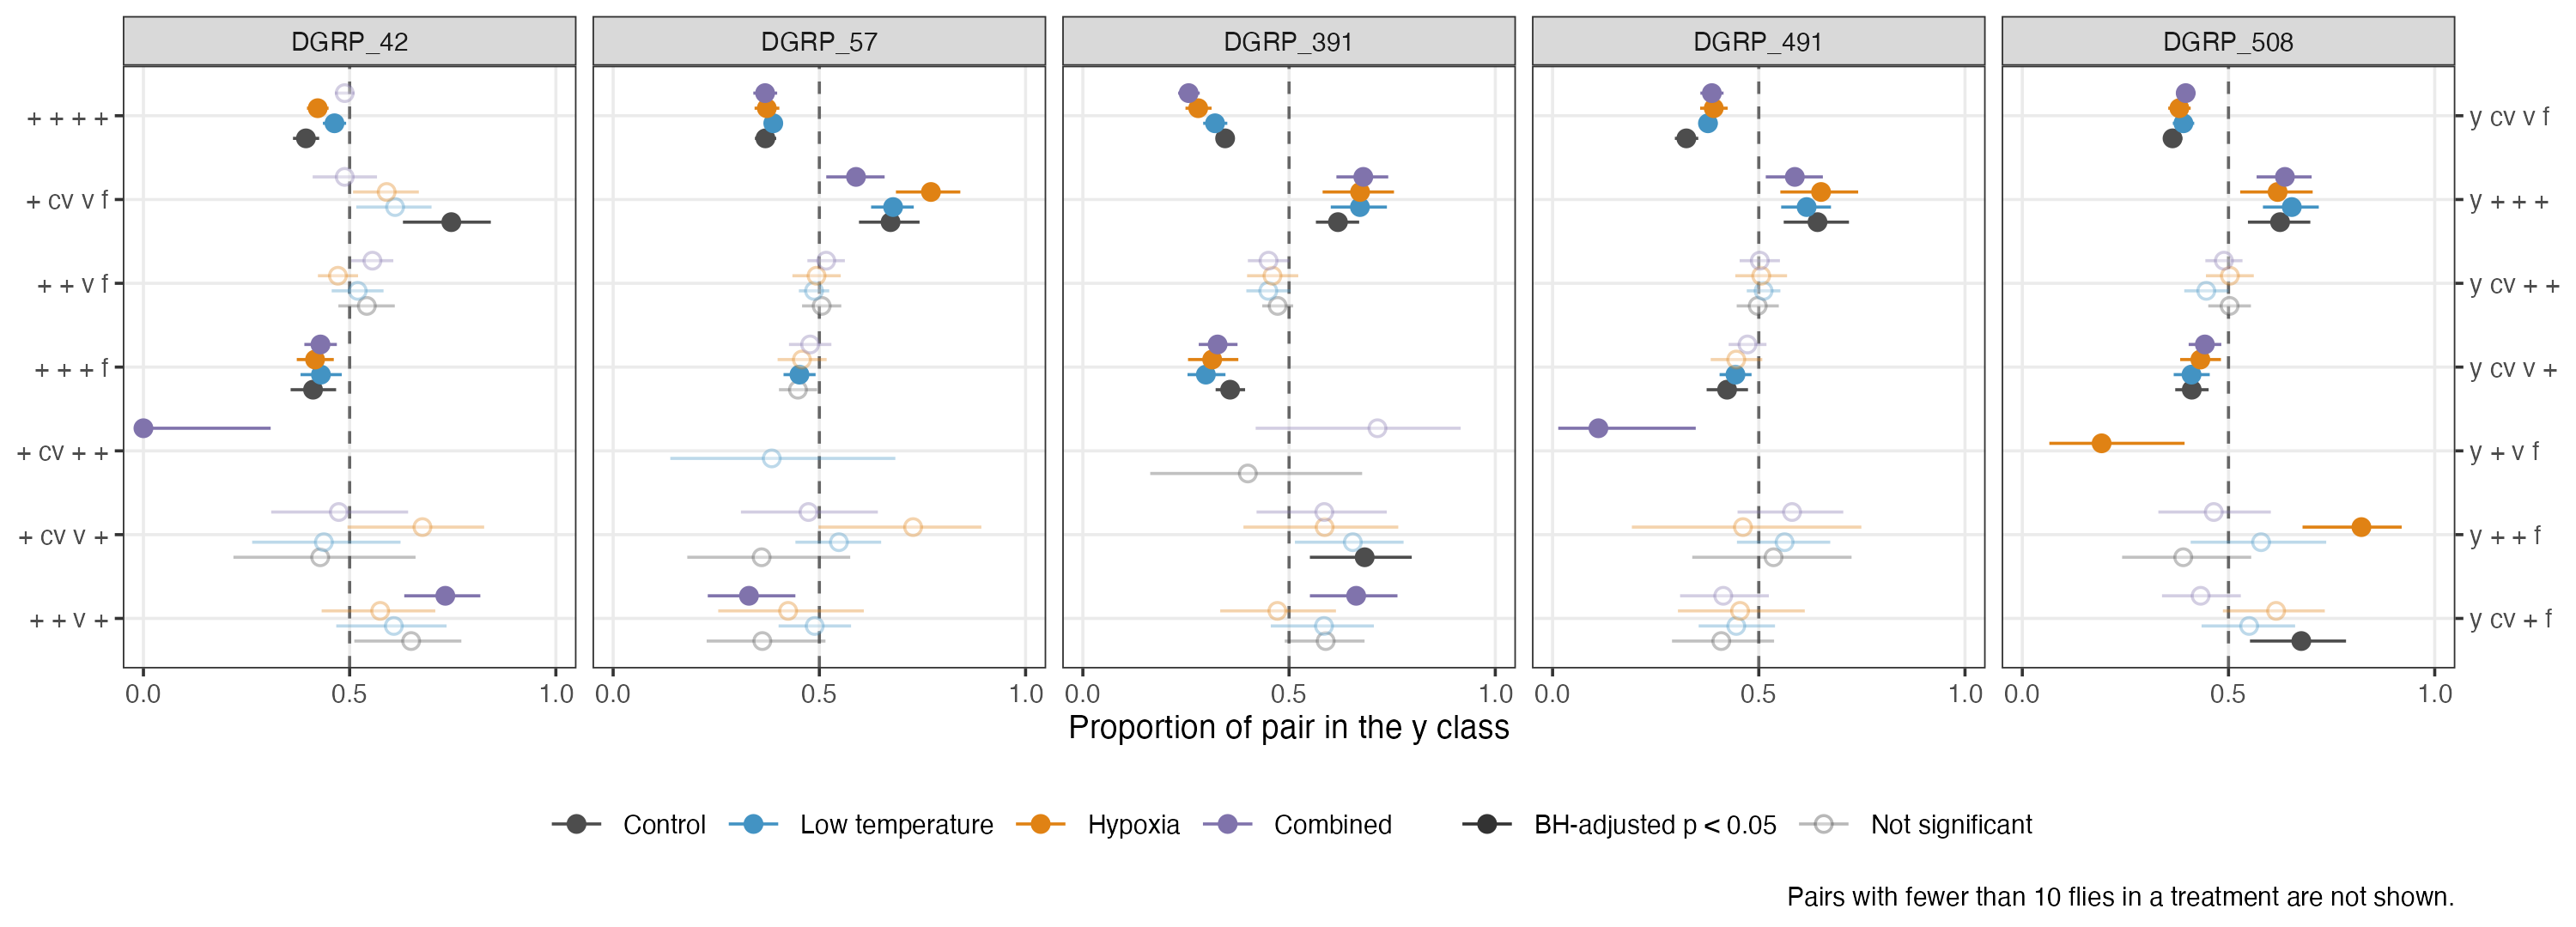 DGRP_42 DGRP_57 DGRP_391 DGRP_491 DGRP_508
+ + + + y cv v f
+ cv v f y + + +
+ + v f y cv + +
+ + + f y cv v +
+ cv + + y + v f
+ cv v + y + + f
+ + v + y cv + f
0.0 0.5 1.0 0.0 0.5 1.0 0.0 0.5 1.0 0.0 0.5 1.0 0.0 0.5 1.0
Proportion of pair in the y class
Control Low temperature Hypoxia Combined BH-adjusted p < 0.05 Not significant
Pairs with fewer than 10 flies in a treatment are not shown.